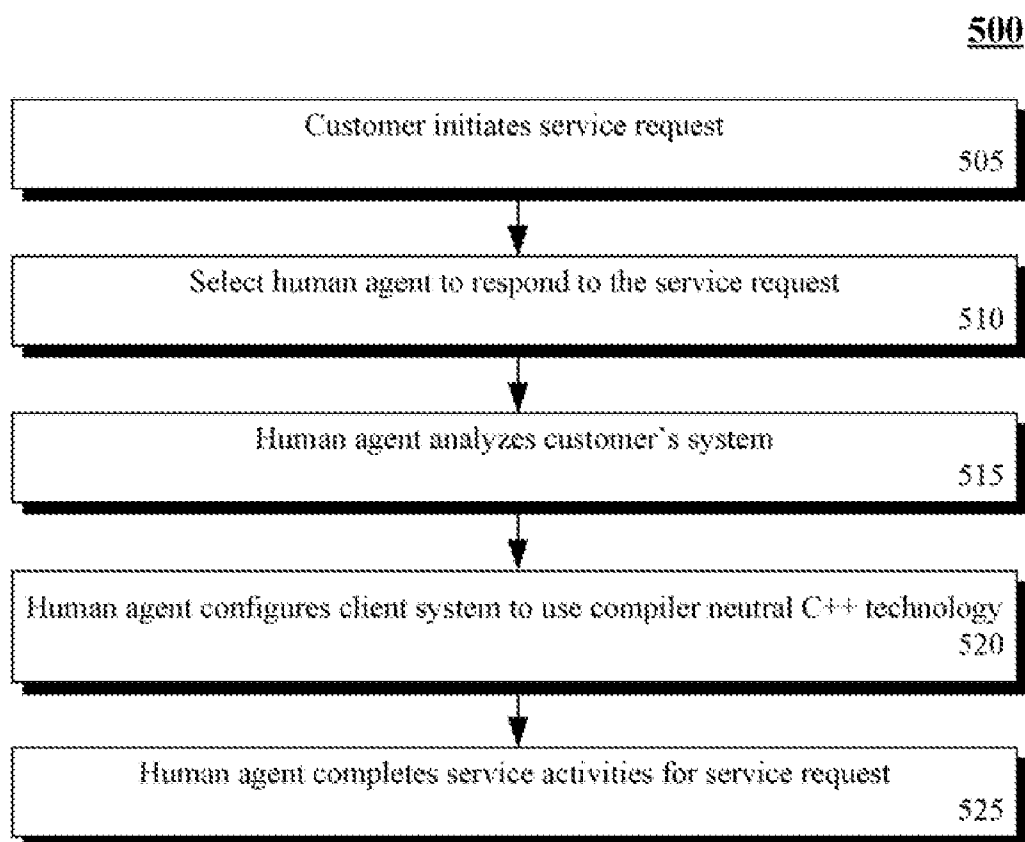 500
Customer initiates service request
505
Select human agent to respond to the service request
510
Human agent analyzes customer`s system
515
Human agent configures client system to use compiler neutral C++ technology
520
Human agent completes service activities for service request
525